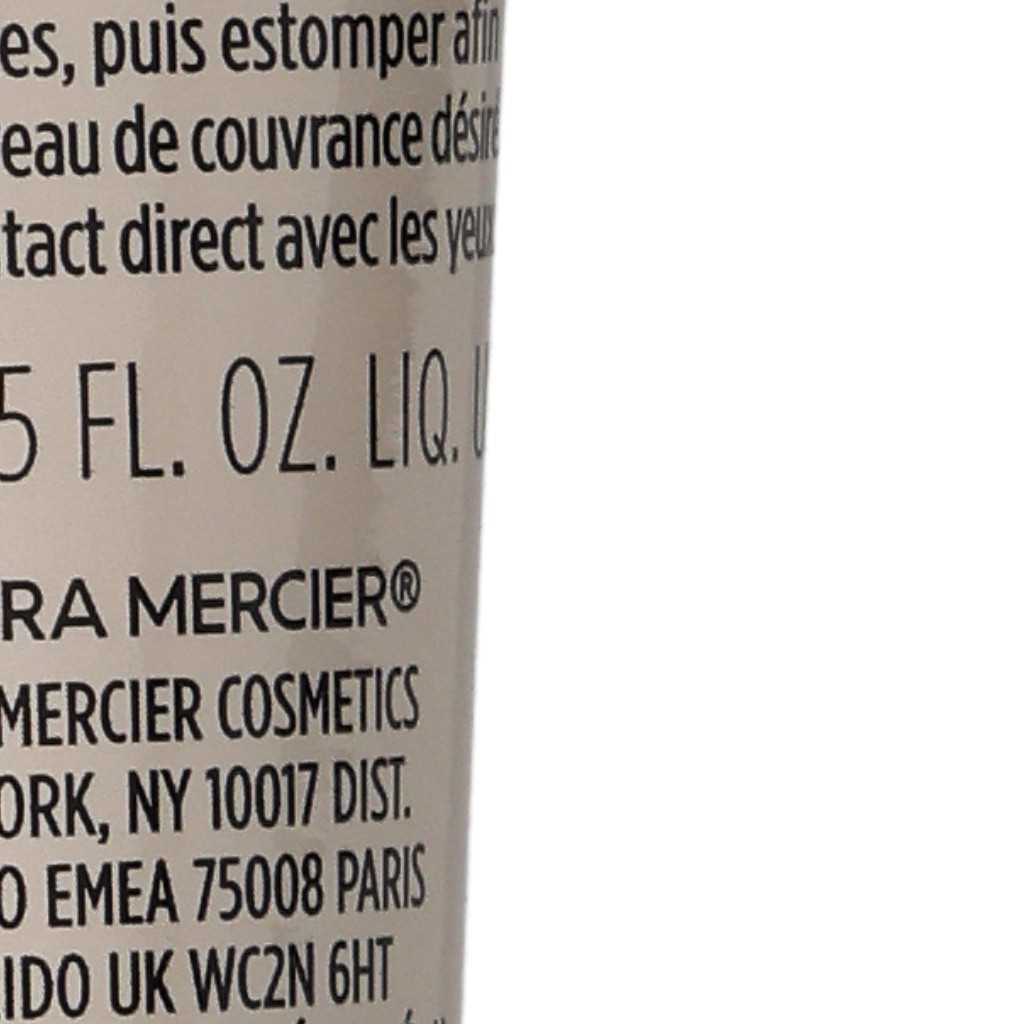 es, puis estomper afin
eau de couvrance désiré
tact direct avec les yeux
5 FL. OZ. LIQ. U
RA MERCIER®
MERCIER COSMETICS
ORK, NY 10017 DIST.
O EMEA 75008 PARIS
IDO UK WC2N 6HT